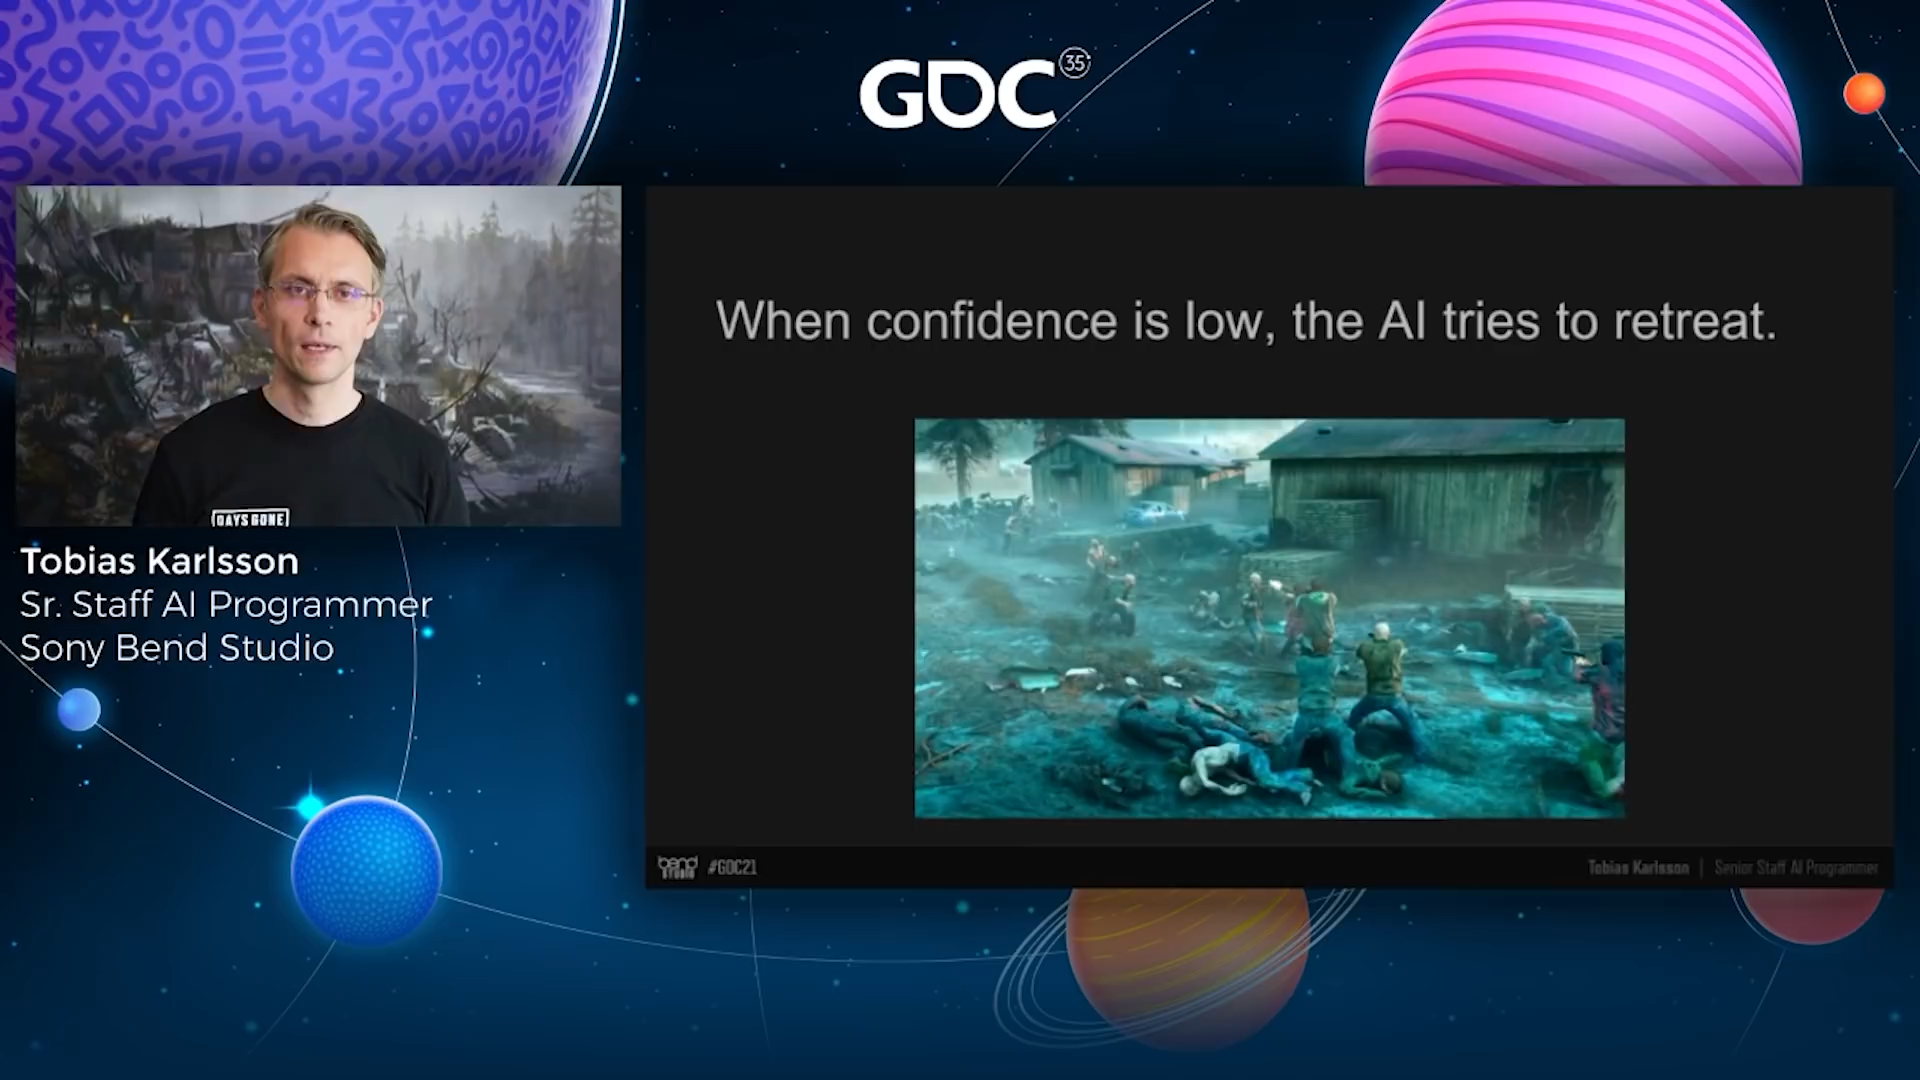 GDC 35
DAYS GONE
Tobias Karlsson
Sr. Staff AI Programmer
Sony Bend Studio
When confidence is low, the AI tries to retreat.
bend STUDIO #GDC21
Tobias Karlsson | Senior Staff AI Programmer